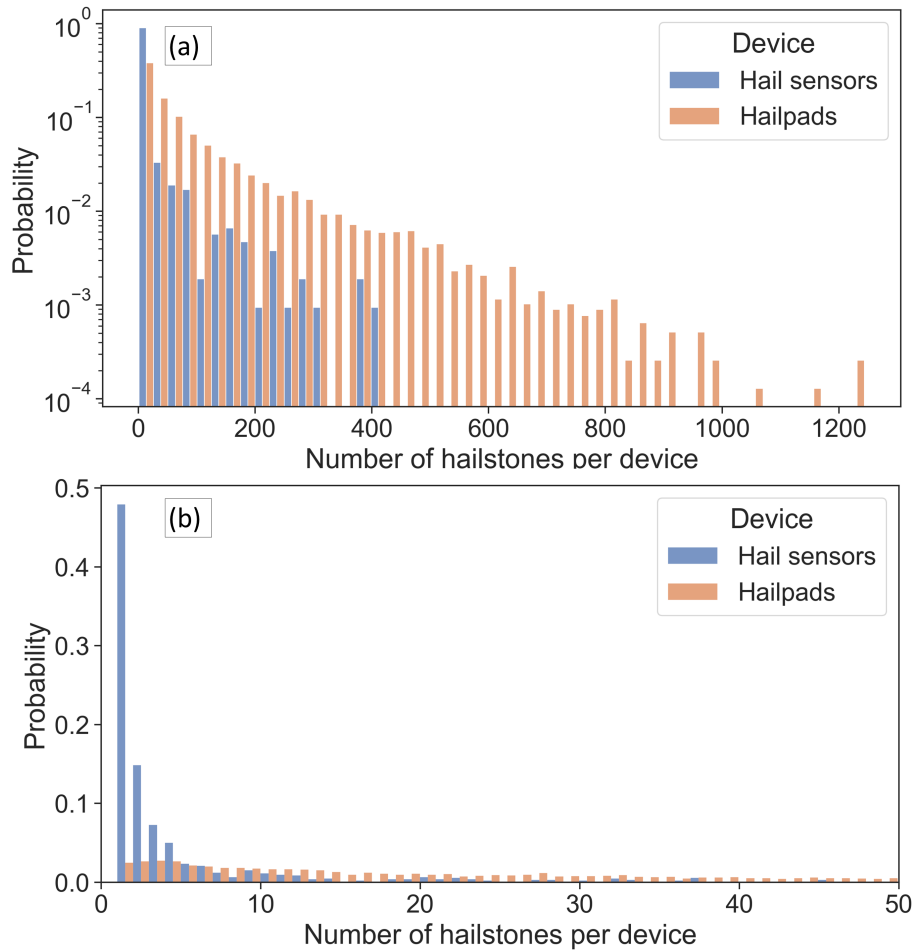 (a)
Device
Hail sensors
Hailpads
Probability
10^0
10^−1
10^−2
10^−3
10^−4
0 200 400 600 800 1000 1200
Number of hailstones per device
(b)
Device
Hail sensors
Hailpads
Probability
0.5
0.4
0.3
0.2
0.1
0.0
0 10 20 30 40 50
Number of hailstones per device